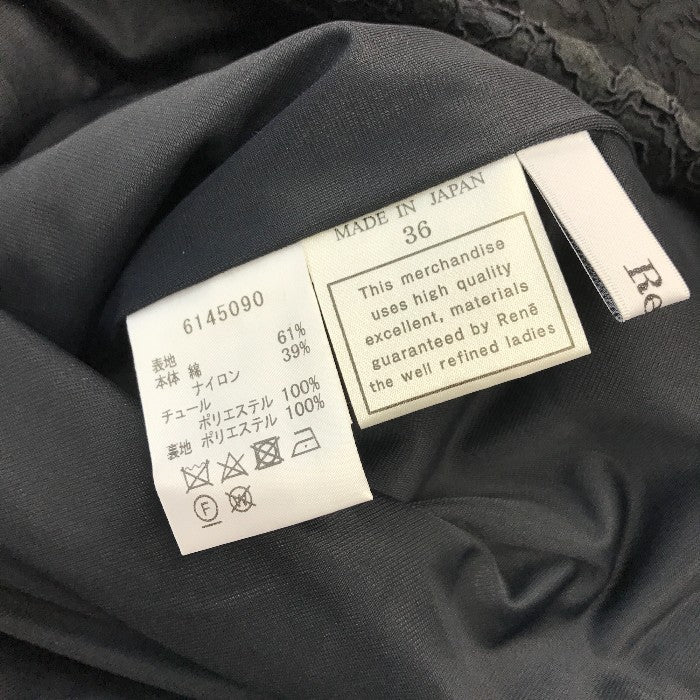 6145090
表地
本体 綿 61%
ナイロン 39%
チュール
ポリエステル 100%
裏地 ポリエステル 100%
F
W
MADE IN JAPAN
36
This merchandise
uses high quality
excellent, materials
guaranteed by René
the well refined ladies
Re